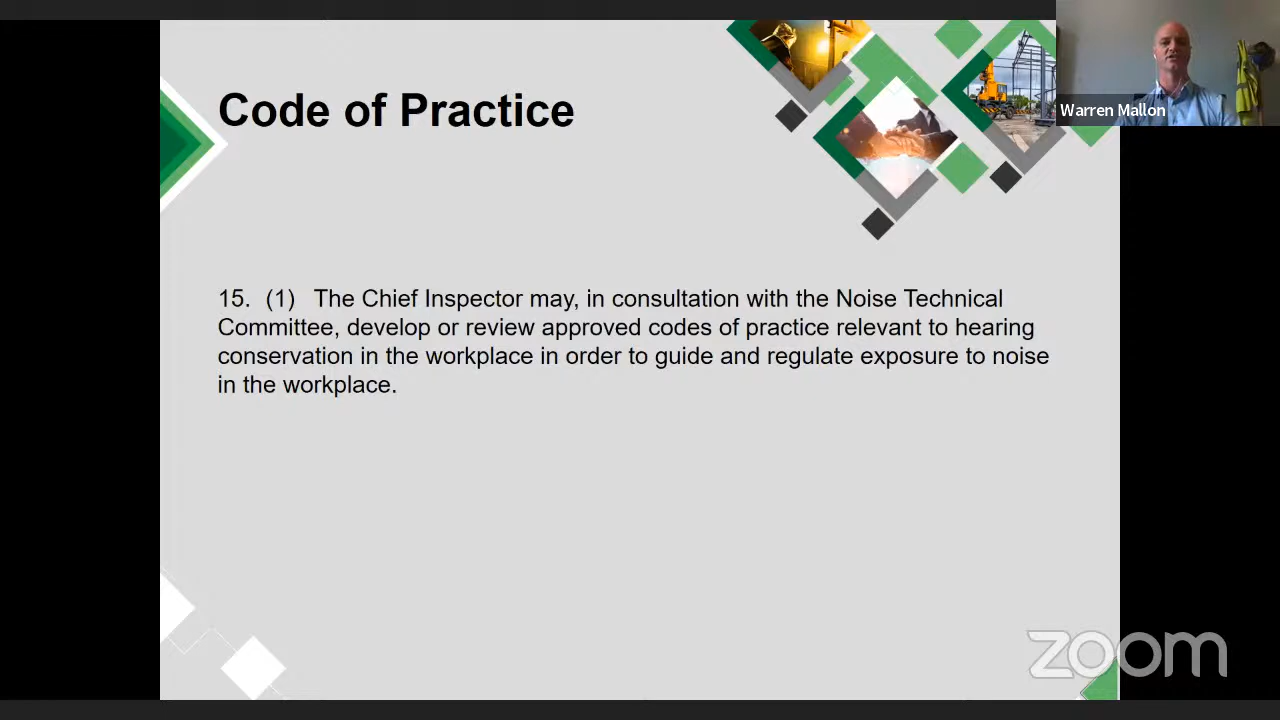 Code of Practice
Warren Mallon
15. (1) The Chief Inspector may, in consultation with the Noise Technical
Committee, develop or review approved codes of practice relevant to hearing
conservation in the workplace in order to guide and regulate exposure to noise
in the workplace.
zoom